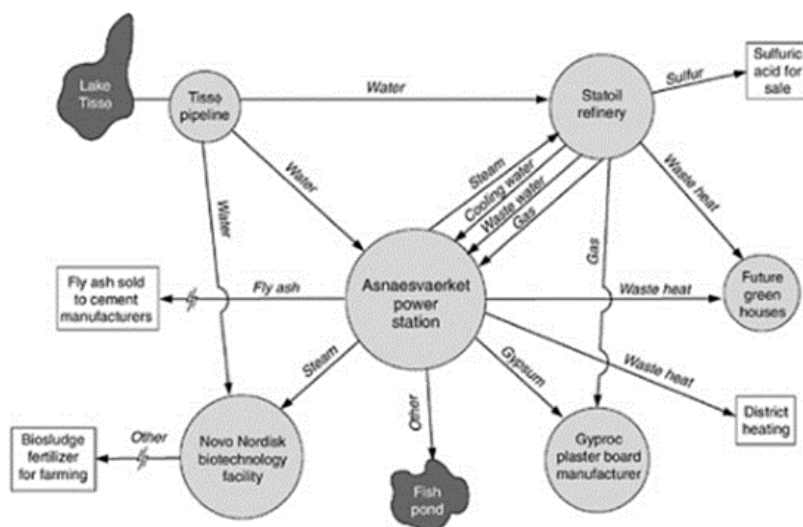 Lake
Tisse
Tisse
pipeline
Water
Statoil
refinery
Sulfur
Sulfuric
acid for
sale
Water
Water
Steam
Cooling water
Waste water
Gas
Gas
Waste heat
Fly ash sold
to cement
manufacturers
Fly ash
Asnaesvaerket
power
station
Waste heat
Future
green
houses
Steam
Other
Gypsum
Waste heat
District
heating
Biosludge
fertilizer
for farming
Other
Novo Nordisk
biotechnology
facility
Fish
pond
Gyproc
plaster board
manufacturer